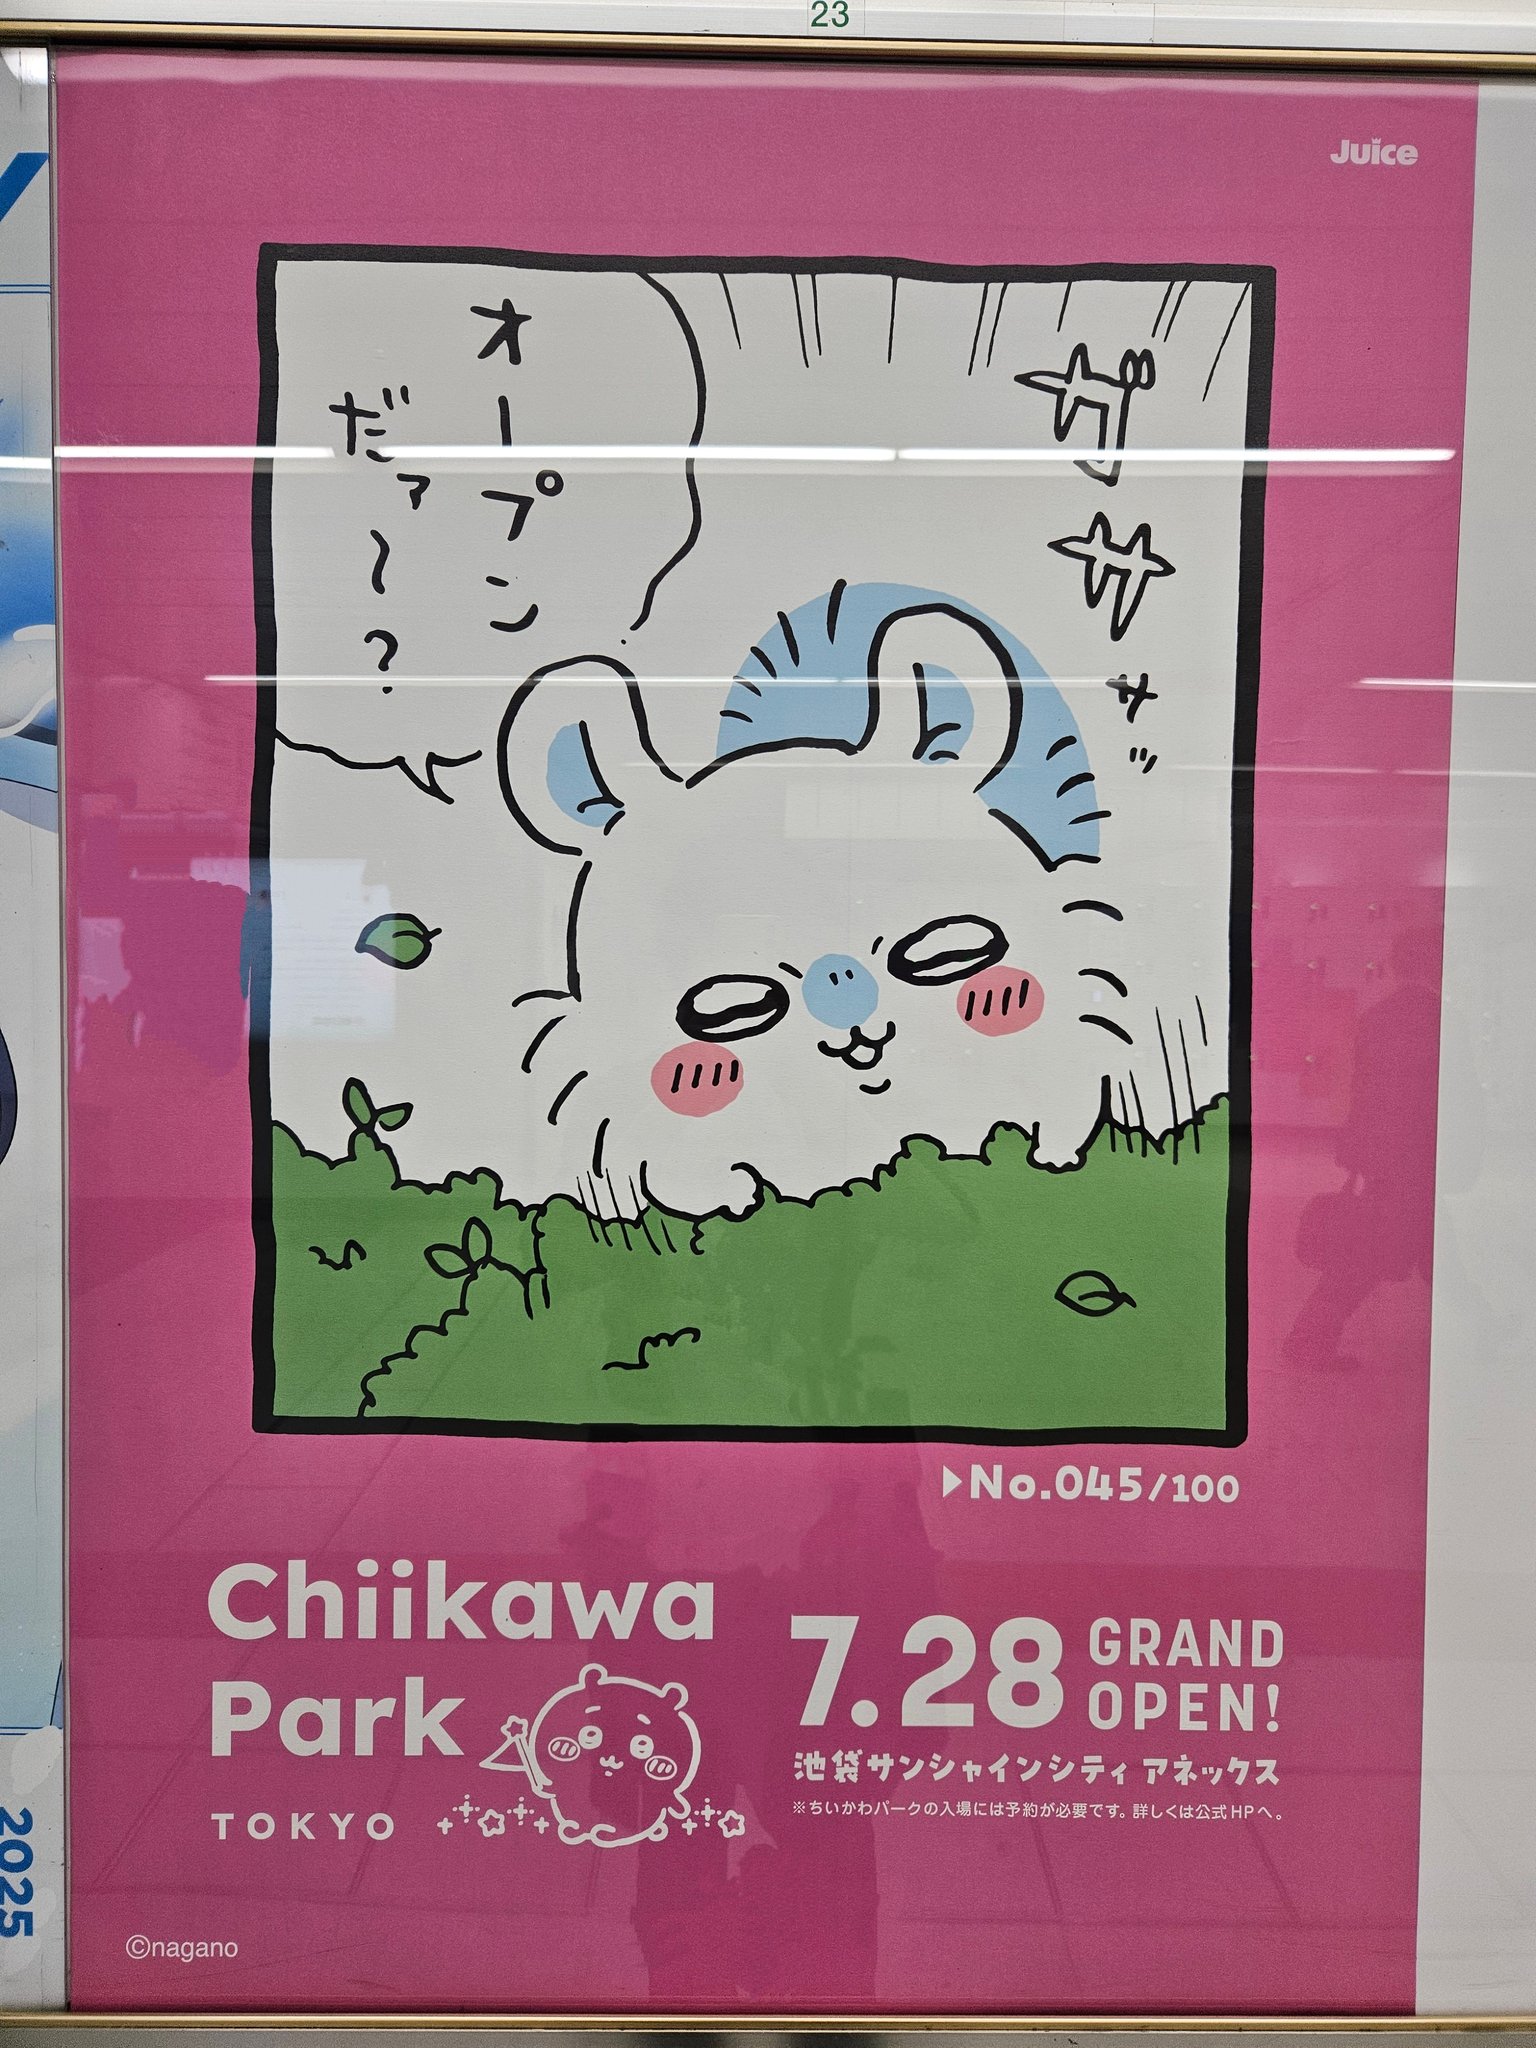 23
Juice
オープン
だァ〜?
ガササッ
No.045/100
Chiikawa
Park
TOKYO
7.28
GRAND
OPEN!
池袋サンシャインシティ アネックス
※ちいかわパークの入場には予約が必要です。詳しくは公式HPへ。
©nagano
2025